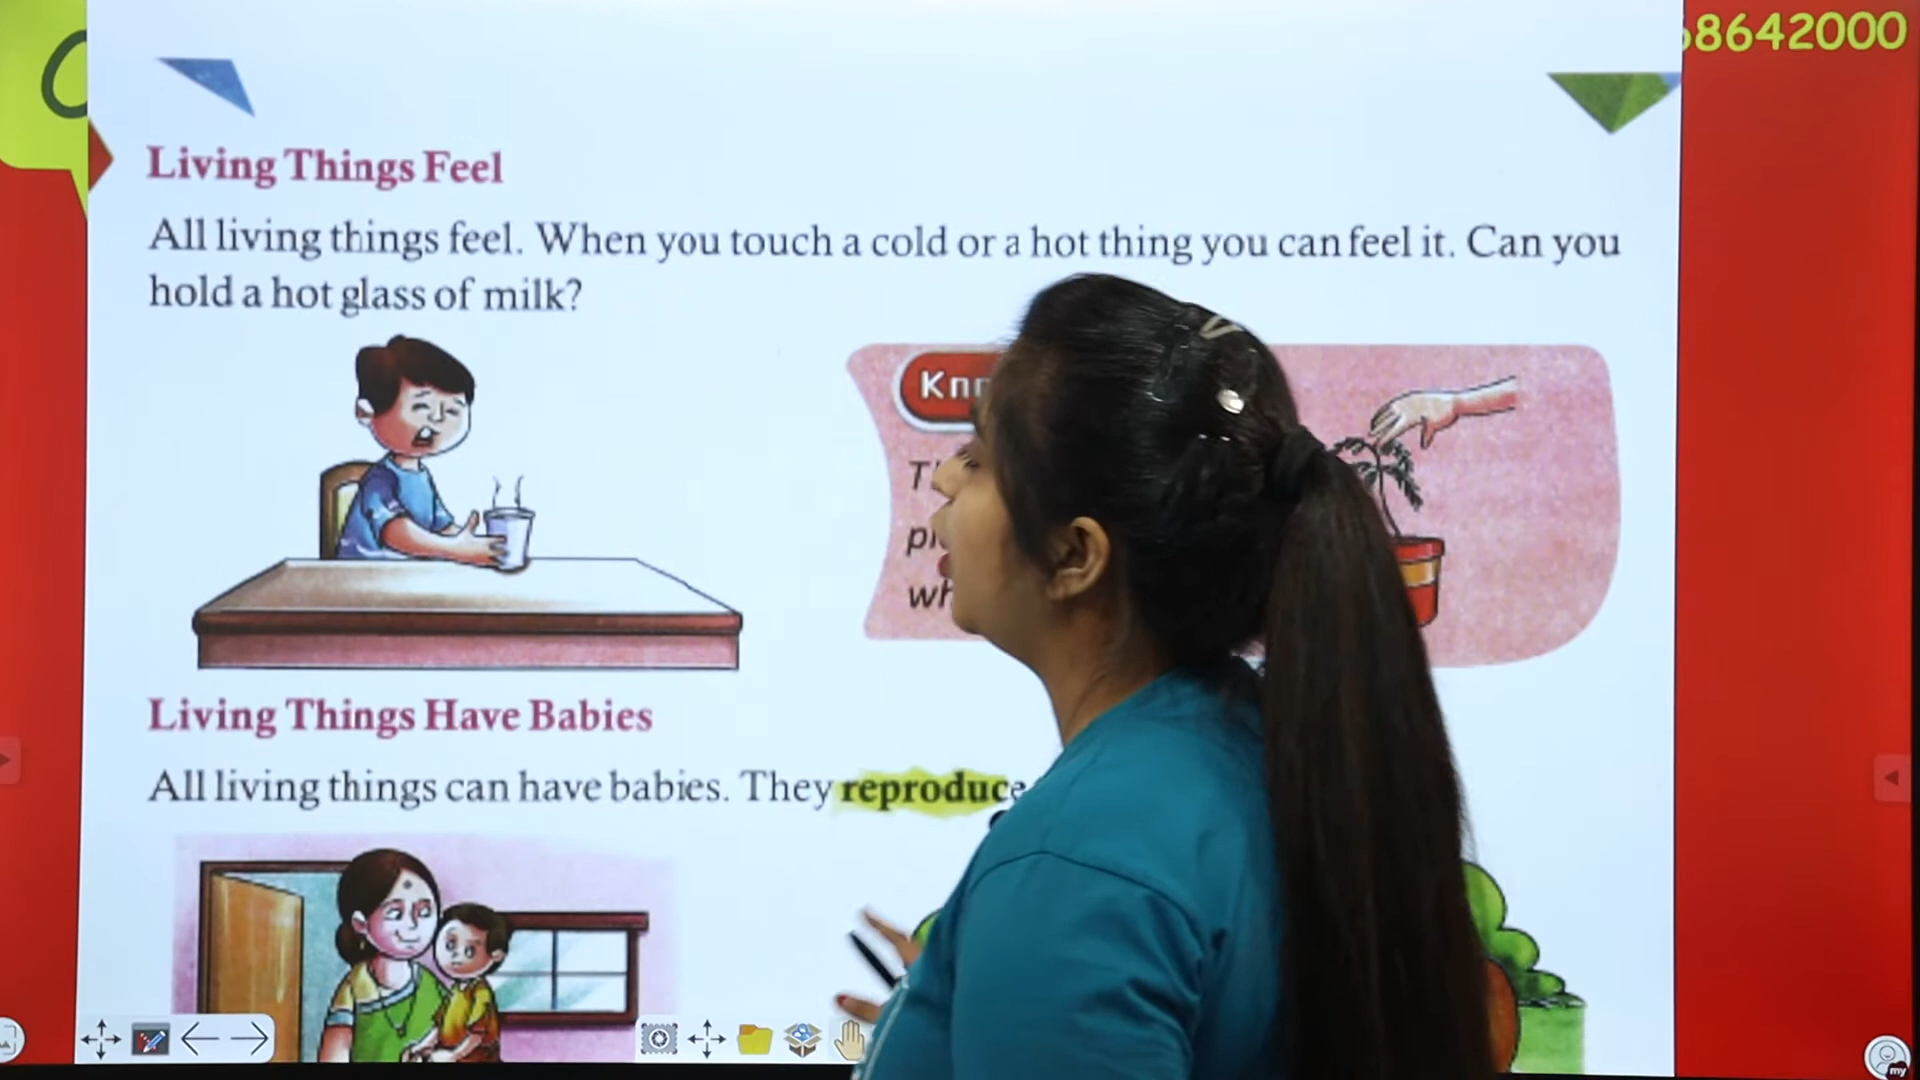 68642000
Living Things Feel
All living things feel. When you touch a cold or a hot thing you can feel it. Can you
hold a hot glass of milk?
Living Things Have Babies
All living things can have babies. They reproduce
my